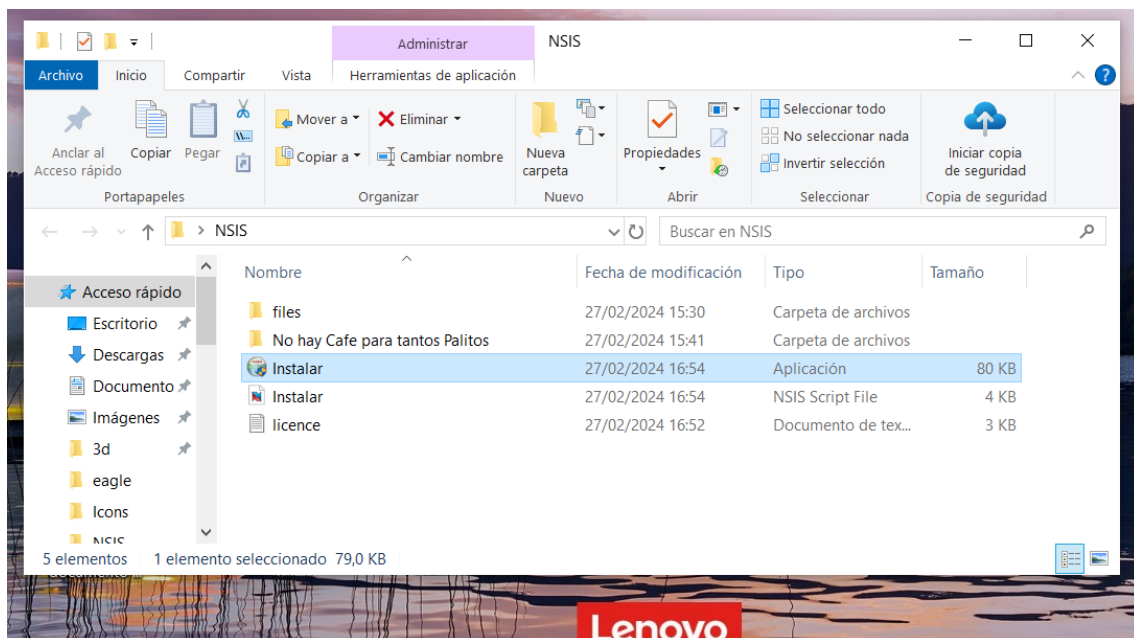 Administrar NSIS
Archivo Inicio Compartir Vista Herramientas de aplicación
Anclar al Acceso rápido
Copiar
Pegar
Mover a
Copiar a
Eliminar
Cambiar nombre
Nueva carpeta
Propiedades
Seleccionar todo
No seleccionar nada
Invertir selección
Iniciar copia de seguridad
Portapapeles Organizar Nuevo Abrir Seleccionar Copia de seguridad
NSIS Buscar en NSIS
Nombre Fecha de modificación Tipo Tamaño
Acceso rápido
Escritorio
Descargas
Documento
Imágenes
3d
eagle
Icons
NSIS
files 27/02/2024 15:30 Carpeta de archivos
No hay Cafe para tantos Palitos 27/02/2024 15:41 Carpeta de archivos
Instalar 27/02/2024 16:54 Aplicación 80 KB
Instalar 27/02/2024 16:54 NSIS Script File 4 KB
licence 27/02/2024 16:52 Documento de tex... 3 KB
5 elementos 1 elemento seleccionado 79,0 KB
Lenovo